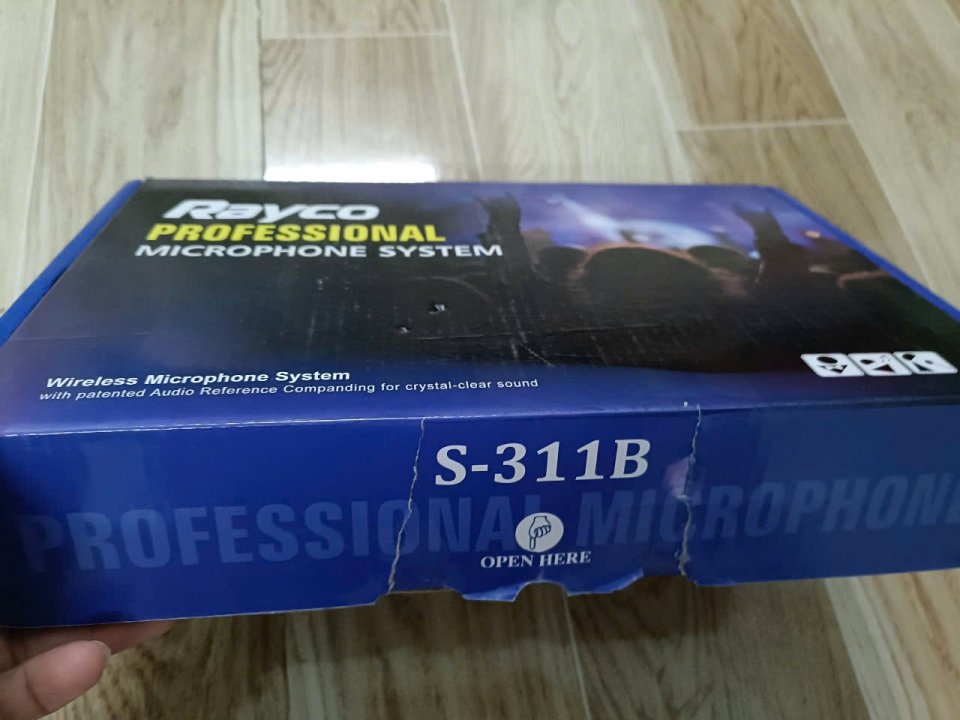 Rayco
PROFESSIONAL
MICROPHONE SYSTEM
Wireless Microphone System
with patented Audio Reference Companding for crystal-clear sound
S-311B
PROFESSIONAL MICROPHONE
OPEN HERE